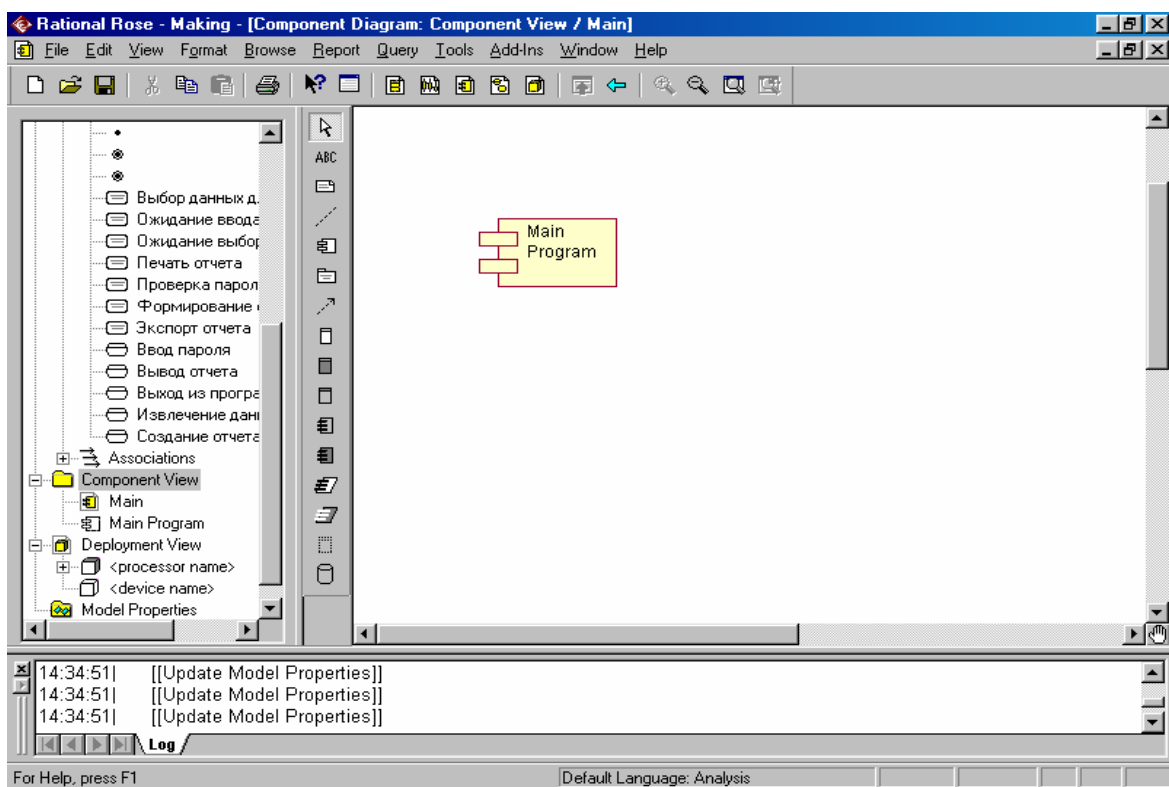 Rational Rose - Making - [Component Diagram: Component View / Main]
File Edit View Format Browse Report Query Tools Add-Ins Window Help
ABC
Выбор данных д
Ожидание ввода
Ожидание выбор
Печать отчета
Проверка парол
Формирование
Экспорт отчета
Ввод пароля
Вывод отчета
Выход из програ
Извлечение данн
Создание отчета
Associations
Component View
Main
Main Program
Deployment View
<processor name>
<device name>
Model Properties
Main
Program
14:34:51| [[Update Model Properties]]
14:34:51| [[Update Model Properties]]
14:34:51| [[Update Model Properties]]
Log
For Help, press F1 Default Language: Analysis